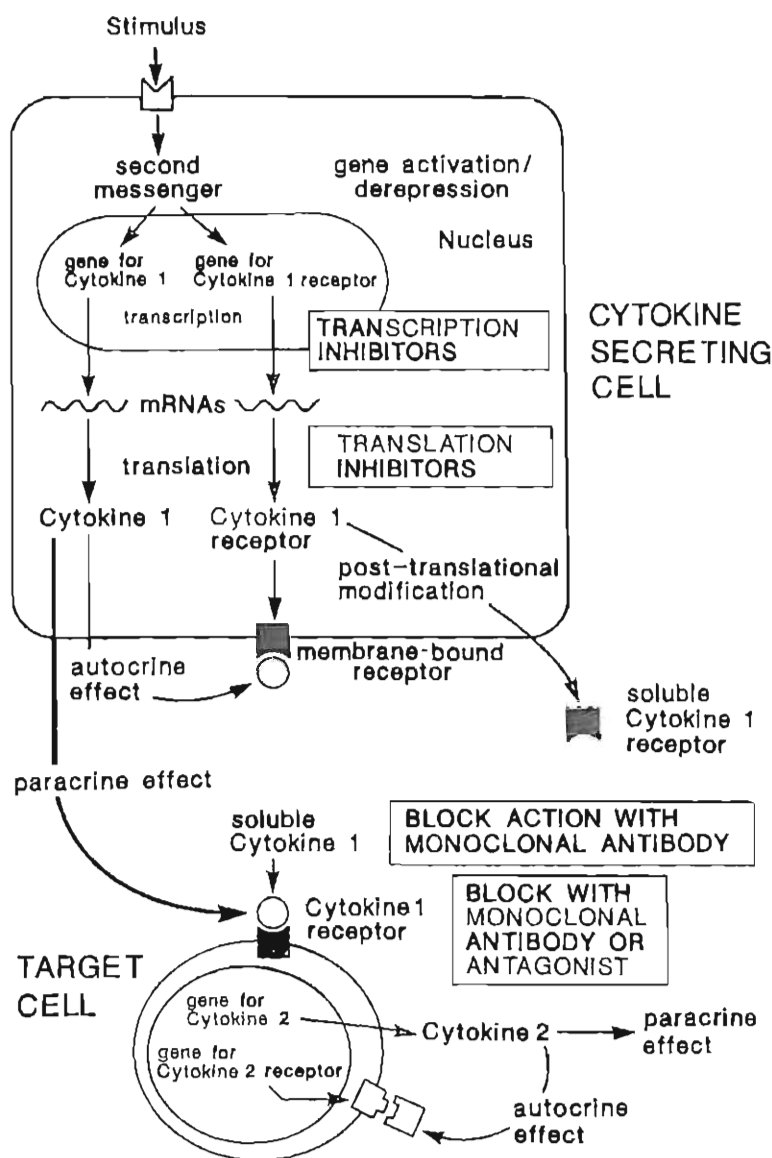 Stimulus
second
messenger
gene activation/
derepression
Nucleus
gene for
Cytokine 1
gene for
Cytokine 1 receptor
transcription
TRANSCRIPTION
INHIBITORS
CYTOKINE
SECRETING
CELL
mRNAs
translation
TRANSLATION
INHIBITORS
Cytokine 1
Cytokine 1
receptor
post-translational
modification
autocrine
effect
membrane-bound
receptor
soluble
Cytokine 1
receptor
paracrine effect
soluble
Cytokine 1
BLOCK ACTION WITH
MONOCLONAL ANTIBODY
Cytokine 1
receptor
BLOCK WITH
MONOCLONAL
ANTIBODY OR
ANTAGONIST
TARGET
CELL
gene for
Cytokine 2
gene for
Cytokine 2 receptor
Cytokine 2
paracrine
effect
autocrine
effect